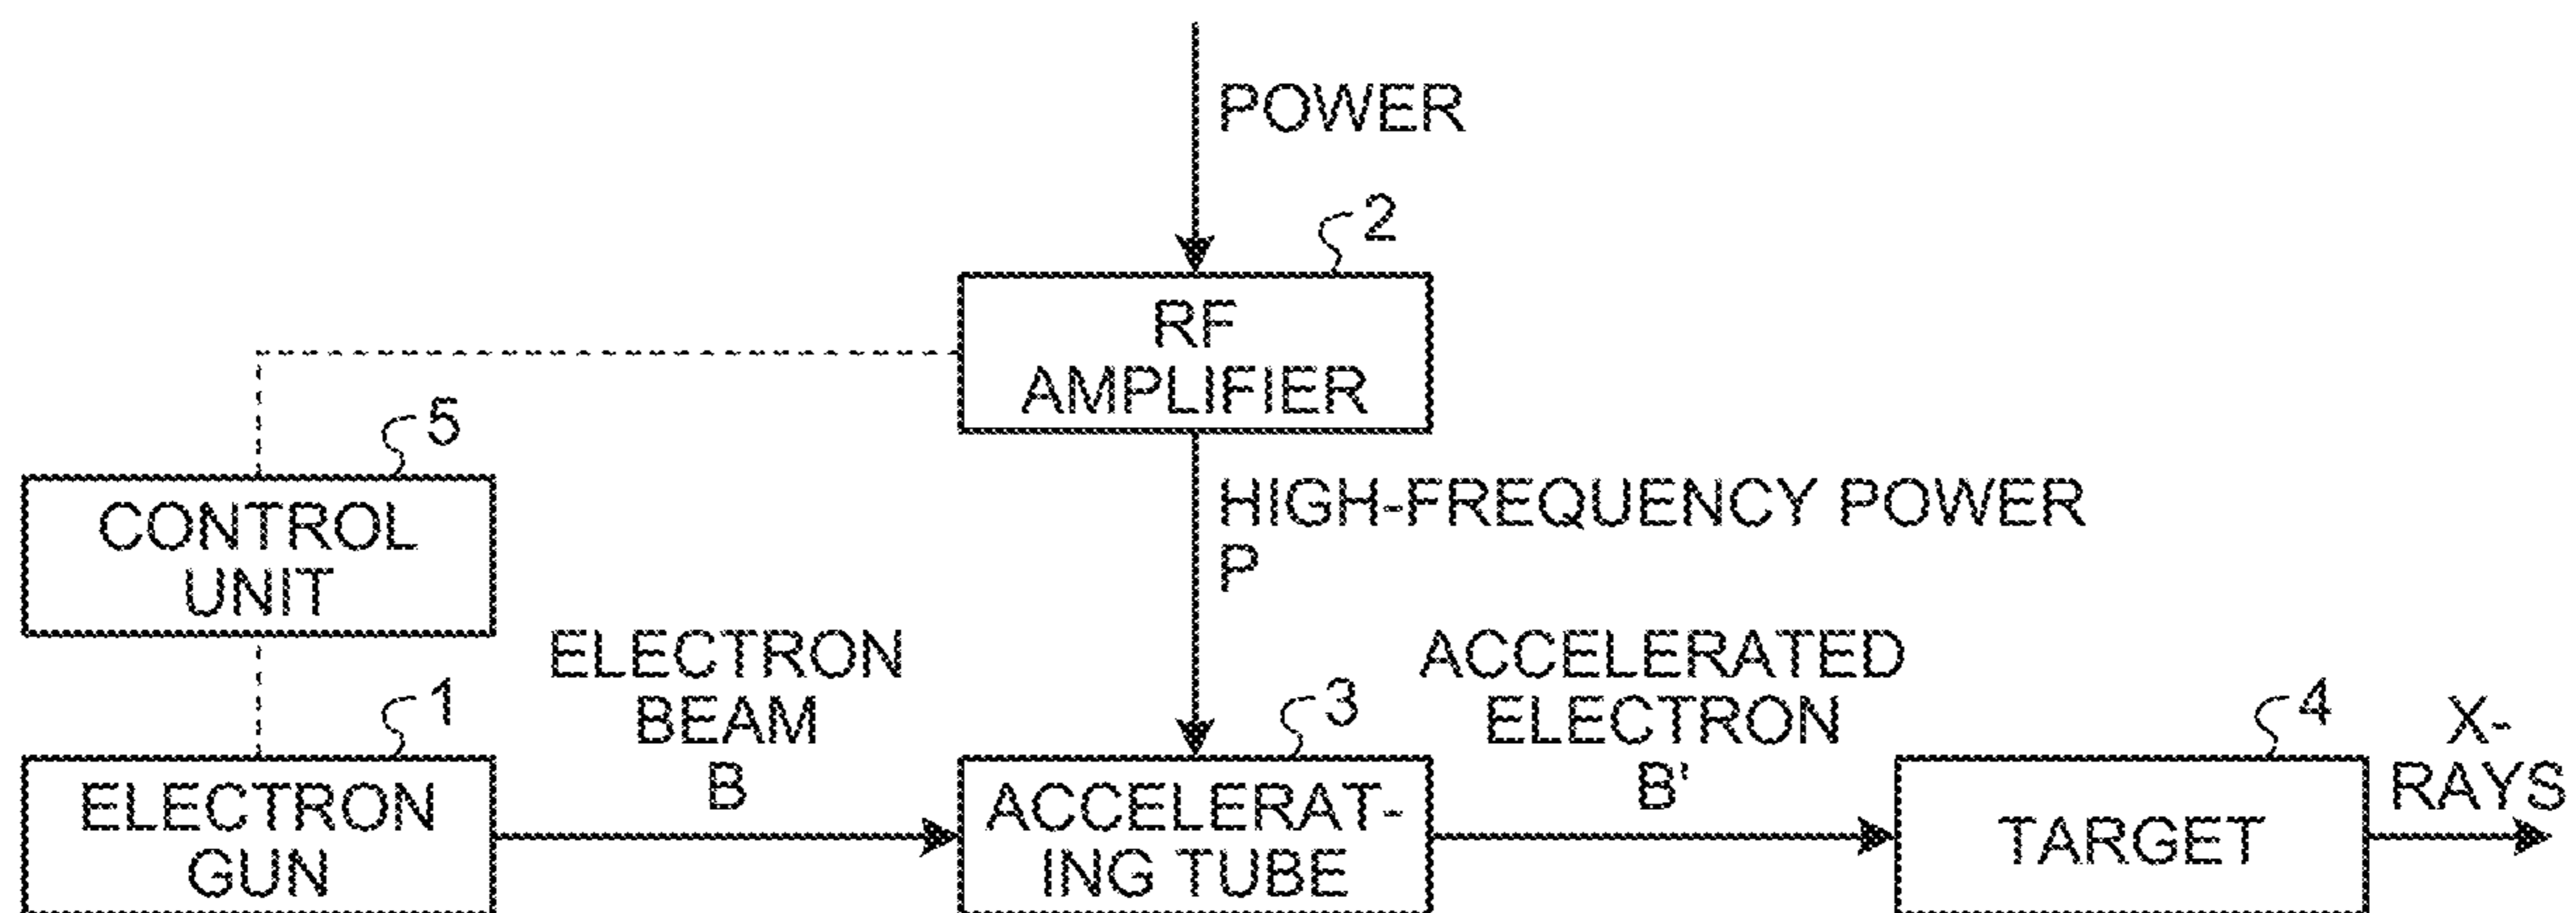 POWER
2
RF
AMPLIFIER
5
CONTROL
UNIT
HIGH-FREQUENCY POWER
P
1
ELECTRON
GUN
ELECTRON
BEAM
B
3
ACCELERAT-
ING TUBE
ACCELERATED
ELECTRON
B'
4
TARGET
X-
RAYS